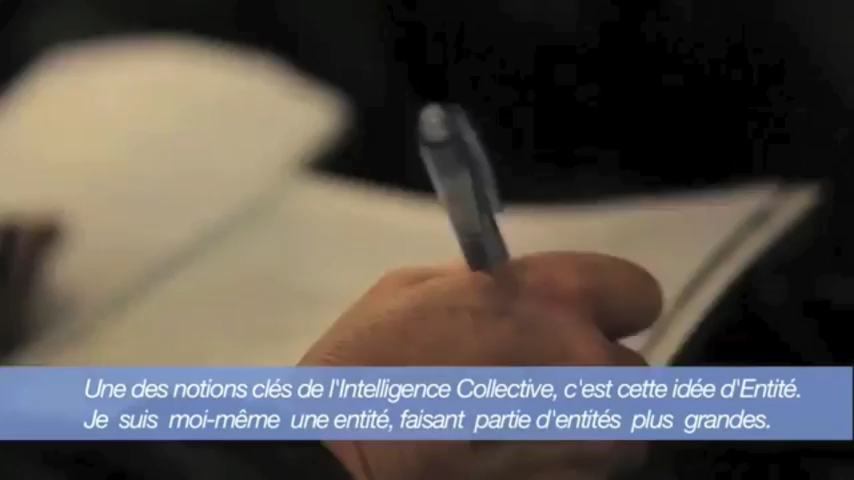 Une des notions clés de l'Intelligence Collective, c'est cette idée d'Entité.
Je suis moi-même une entité, faisant partie d'entités plus grandes.